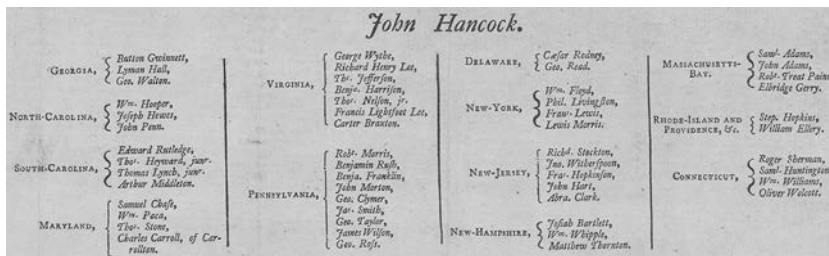 John Hancock.
GEORGIA,
Button Gwinnett,
Lyman Hall,
Geo. Walton.
NORTH-CAROLINA,
Wm. Hooper,
Joseph Hewes,
John Penn.
SOUTH-CAROLINA,
Edward Rutledge,
Thos. Heyward, junr.
Thomas Lynch, junr.
Arthur Middleton.
MARYLAND,
Samuel Chase,
Wm. Paca,
Thos. Stone,
Charles Carroll, of Car-
rollton.
VIRGINIA,
George Wythe,
Richard Henry Lee,
Ths. Jefferson,
Benja. Harrison,
Thos. Nelson, jr.
Francis Lightfoot Lee,
Carter Braxton.
PENNSYLVANIA,
Robt. Morris,
Benjamin Rush,
Benja. Franklin,
John Morton,
Geo. Clymer,
Jas. Smith,
Geo. Taylor,
James Wilson,
Geo. Ross.
DELAWARE,
Cæsar Rodney,
Geo. Read.
NEW-YORK,
Wm. Floyd,
Phil. Livingston,
Frans. Lewis,
Lewis Morris.
NEW-JERSEY,
Richd. Stockton,
Jno. Witherspoon,
Fras. Hopkinson,
John Hart,
Abra. Clark.
NEW-HAMPSHIRE,
Josiah Bartlett,
Wm. Whipple,
Matthew Thornton.
MASSACHUSETTS-
BAY.
Saml. Adams,
John Adams,
Robt. Treat Paine
Elbridge Gerry.
RHODE-ISLAND AND
PROVIDENCE, &c.
Step. Hopkins,
William Ellery.
CONNECTICUT,
Roger Sherman,
Saml. Huntington
Wm. Williams,
Oliver Wolcott.